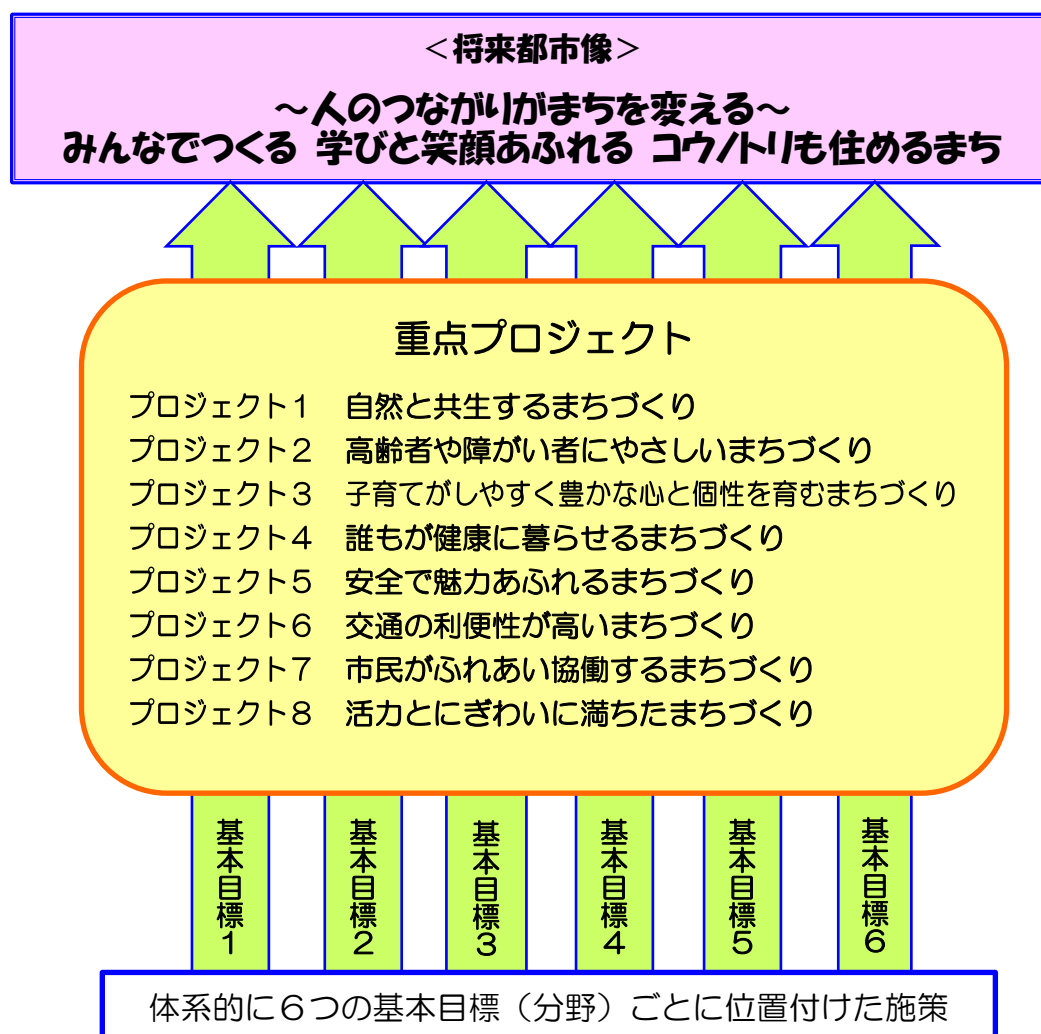 ＜将来都市像＞
～人のつながりがまちを変える～
みんなでつくる 学びと笑顔あふれる コウノトリも住めるまち
重点プロジェクト
プロジェクト１　自然と共生するまちづくり
プロジェクト２　高齢者や障がい者にやさしいまちづくり
プロジェクト３　子育てがしやすく豊かな心と個性を育むまちづくり
プロジェクト４　誰もが健康に暮らせるまちづくり
プロジェクト５　安全で魅力あふれるまちづくり
プロジェクト６　交通の利便性が高いまちづくり
プロジェクト７　市民がふれあい協働するまちづくり
プロジェクト８　活力とにぎわいに満ちたまちづくり
基本目標１
基本目標２
基本目標３
基本目標４
基本目標５
基本目標６
体系的に６つの基本目標（分野）ごとに位置付けた施策